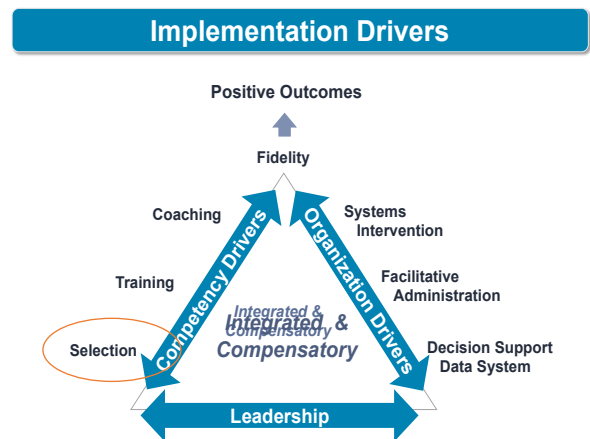 Implementation Drivers
Positive Outcomes
Fidelity
Coaching
Systems
Intervention
Training
Facilitative
Administration
Selection
Decision Support
Data System
Competency Drivers
Organization Drivers
Integrated &
Compensatory
Integrated &
Compensatory
Leadership